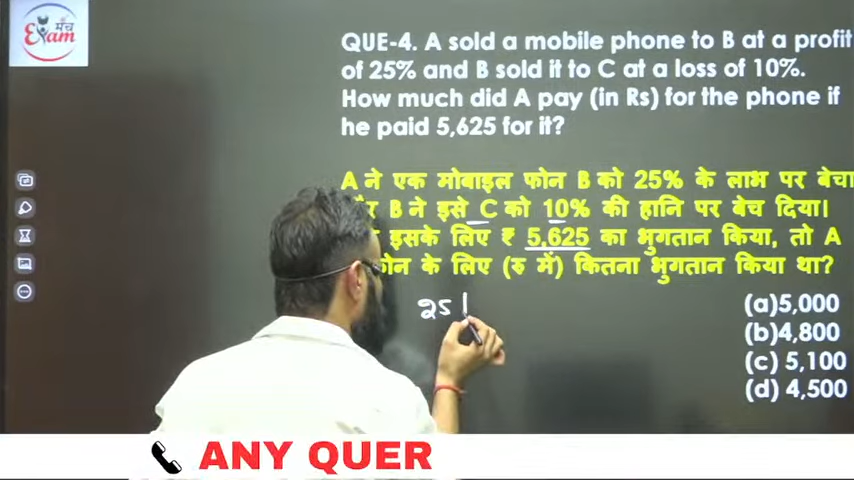 मंच
Exam
QUE-4. A sold a mobile phone to B at a profit
of 25% and B sold it to C at a loss of 10%.
How much did A pay (in Rs) for the phone if
he paid 5,625 for it?
A ने एक मोबाइल फोन B को 25% के लाभ पर बेचा
B ने इसे C को 10% की हानि पर बेच दिया।
इसके लिए ₹ 5,625 का भुगतान किया, तो A
फोन के लिए (रु में) कितना भुगतान किया था?
25
(a)5,000
(b)4,800
(c) 5,100
(d) 4,500
ANY QUER